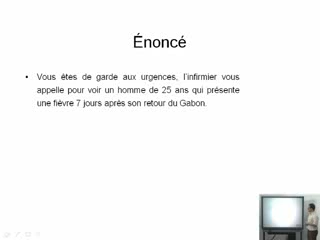 Énoncé
• Vous êtes de garde aux urgences, l'infirmier vous
appelle pour voir un homme de 25 ans qui présente
une fièvre 7 jours après son retour du Gabon.